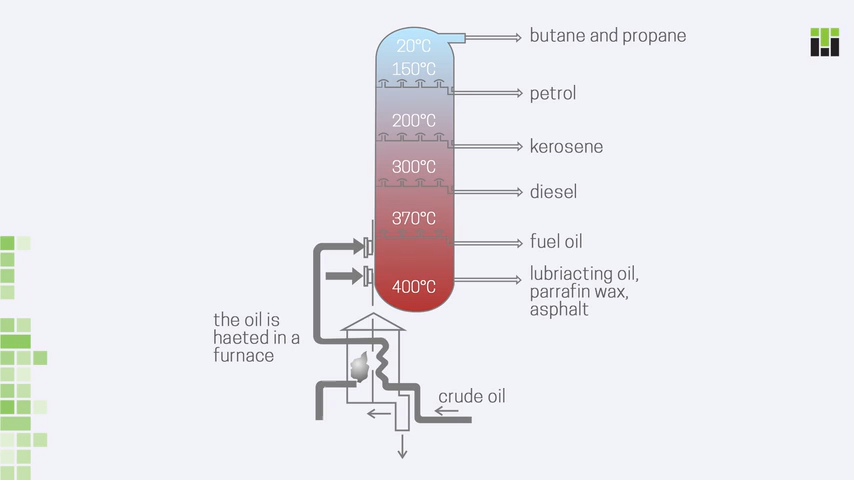 20°C
butane and propane
150°C
petrol
200°C
kerosene
300°C
diesel
370°C
fuel oil
400°C
lubriacting oil,
parrafin wax,
asphalt
the oil is
haeted in a
furnace
crude oil